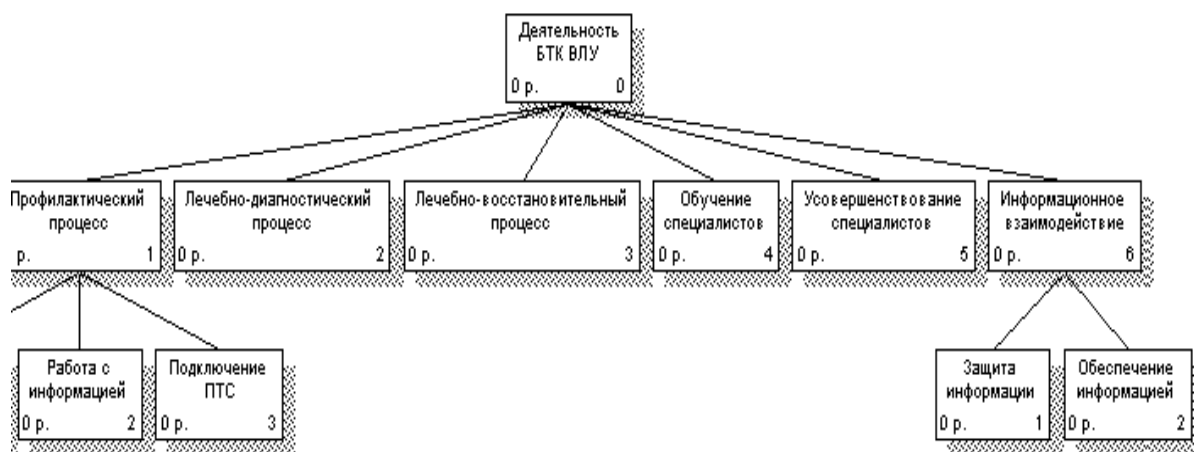 Деятельность
БТК ВЛУ
0 р. 0
Профилактический
процесс
р. 1
Лечебно-диагностический
процесс
0 р. 2
Лечебно-восстановительный
процесс
0 р. 3
Обучение
специалистов
0 р. 4
Усовершенствование
специалистов
0 р. 5
Информационное
взаимодействие
0 р. 6
Работа с
информацией
0 р. 2
Подключение
ПТС
0 р. 3
Защита
информации
0 р. 1
Обеспечение
информацией
0 р. 2